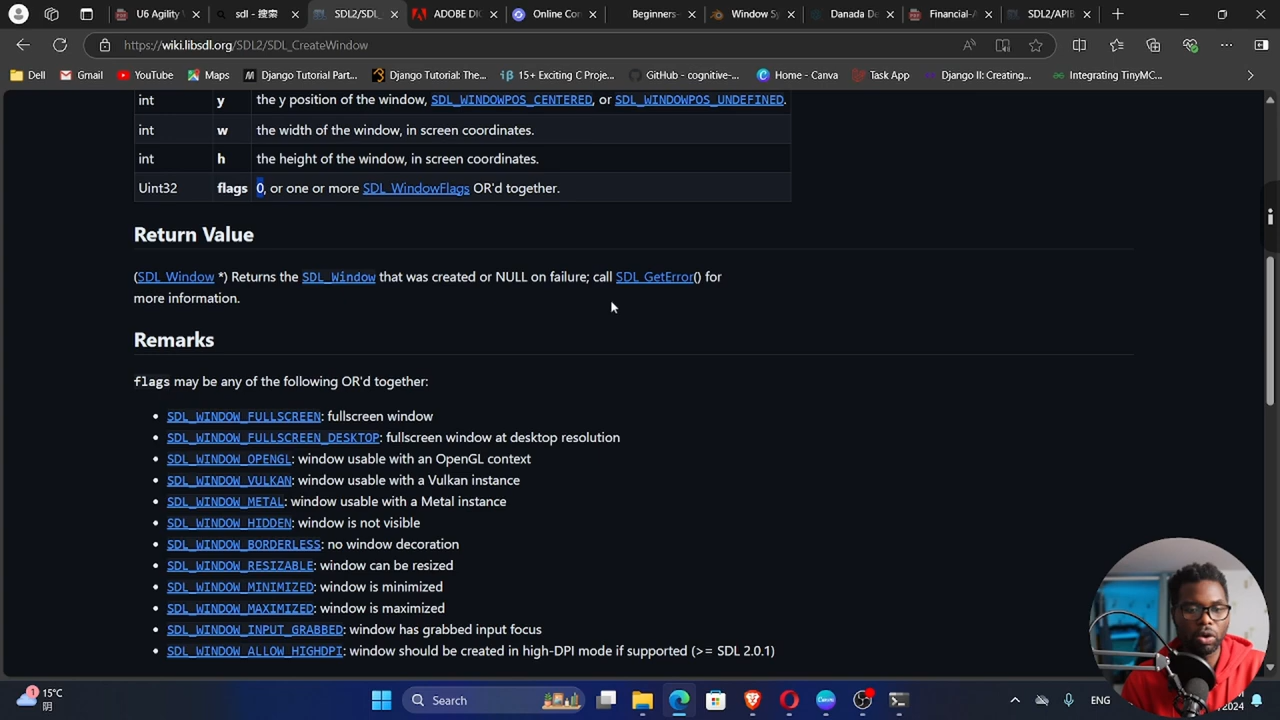 U6 Agility W
sdl - 搜索
SDL2/SDL_
ADOBE DIG
Online Cor
Beginners-
Window Sy
Danada De
Financial-A
SDL2/APIB
https://wiki.libsdl.org/SDL2/SDL_CreateWindow
Dell
Gmail
YouTube
Maps
Django Tutorial Part...
Django Tutorial: The...
15+ Exciting C Proje...
GitHub - cognitive-...
Home - Canva
Task App
Django II: Creating...
Integrating TinyMC...
int y the y position of the window, SDL_WINDOWPOS_CENTERED, or SDL_WINDOWPOS_UNDEFINED.
int w the width of the window, in screen coordinates.
int h the height of the window, in screen coordinates.
Uint32 flags 0, or one or more SDL_WindowFlags OR'd together.
Return Value
(SDL_Window *) Returns the SDL_Window that was created or NULL on failure; call SDL_GetError() for
more information.
Remarks
flags may be any of the following OR'd together:
• SDL_WINDOW_FULLSCREEN: fullscreen window
• SDL_WINDOW_FULLSCREEN_DESKTOP: fullscreen window at desktop resolution
• SDL_WINDOW_OPENGL: window usable with an OpenGL context
• SDL_WINDOW_VULKAN: window usable with a Vulkan instance
• SDL_WINDOW_METAL: window usable with a Metal instance
• SDL_WINDOW_HIDDEN: window is not visible
• SDL_WINDOW_BORDERLESS: no window decoration
• SDL_WINDOW_RESIZABLE: window can be resized
• SDL_WINDOW_MINIMIZED: window is minimized
• SDL_WINDOW_MAXIMIZED: window is maximized
• SDL_WINDOW_INPUT_GRABBED: window has grabbed input focus
• SDL_WINDOW_ALLOW_HIGHDPI: window should be created in high-DPI mode if supported (>= SDL 2.0.1)
1
15°C
阴
Search
ENG